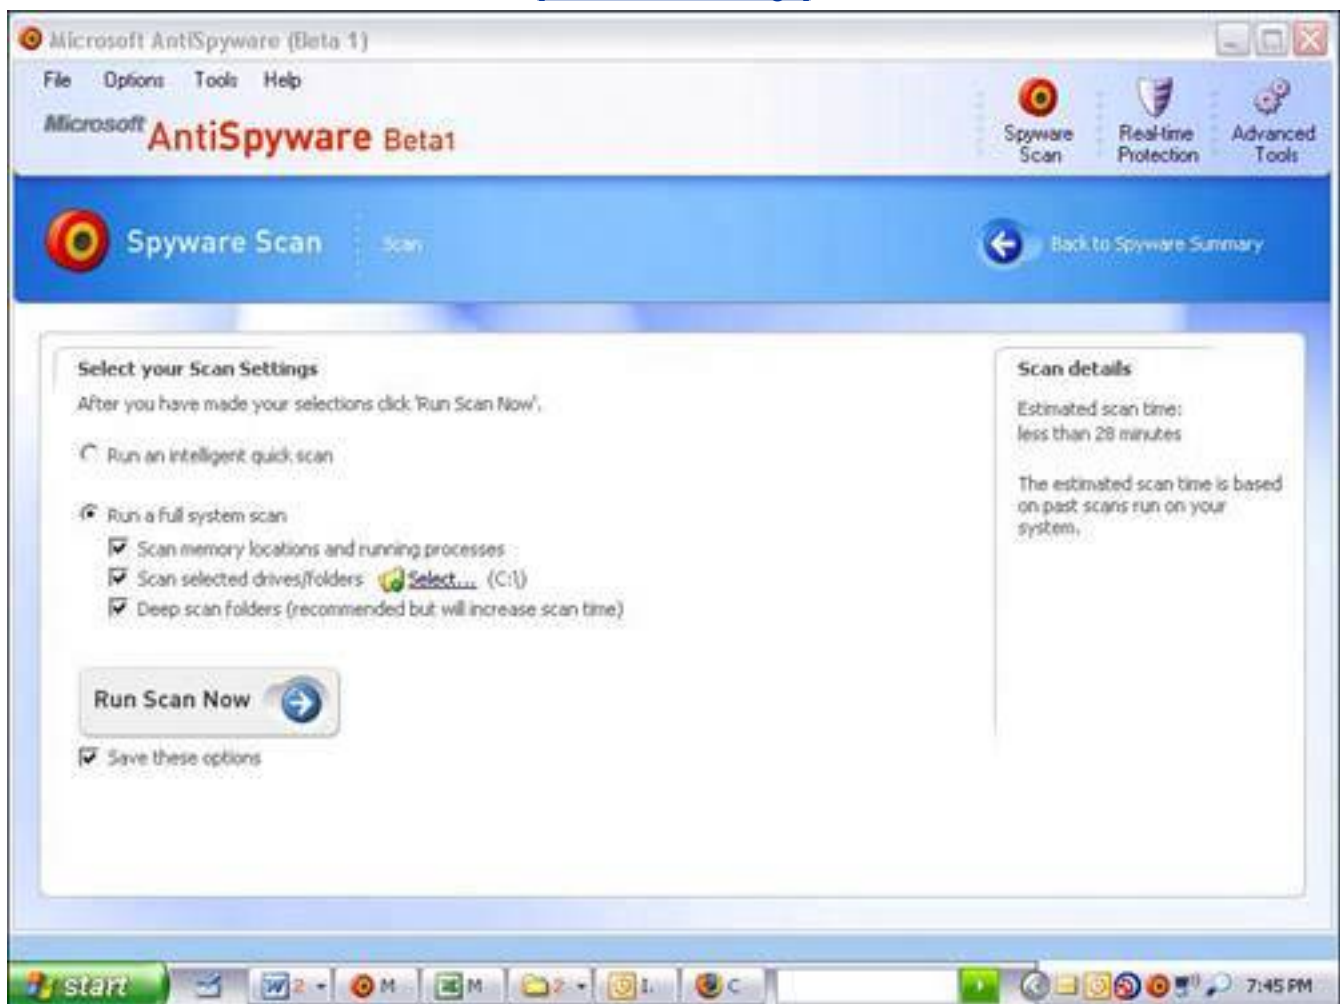 Microsoft AntiSpyware (Beta 1)
File Options Tools Help
Microsoft AntiSpyware Beta1
Spyware Scan
Real-time Protection
Advanced Tools
Spyware Scan
Scan
Back to Spyware Summary
Select your Scan Settings
After you have made your selections click 'Run Scan Now'.
Run an intelligent quick scan
Run a full system scan
Scan memory locations and running processes
Scan selected drives/folders Select... (C:\)
Deep scan folders (recommended but will increase scan time)
Run Scan Now
Save these options
Scan details
Estimated scan time:
less than 28 minutes
The estimated scan time is based
on past scans run on your
system.
start 2 M M 2 I. C 7:45 PM